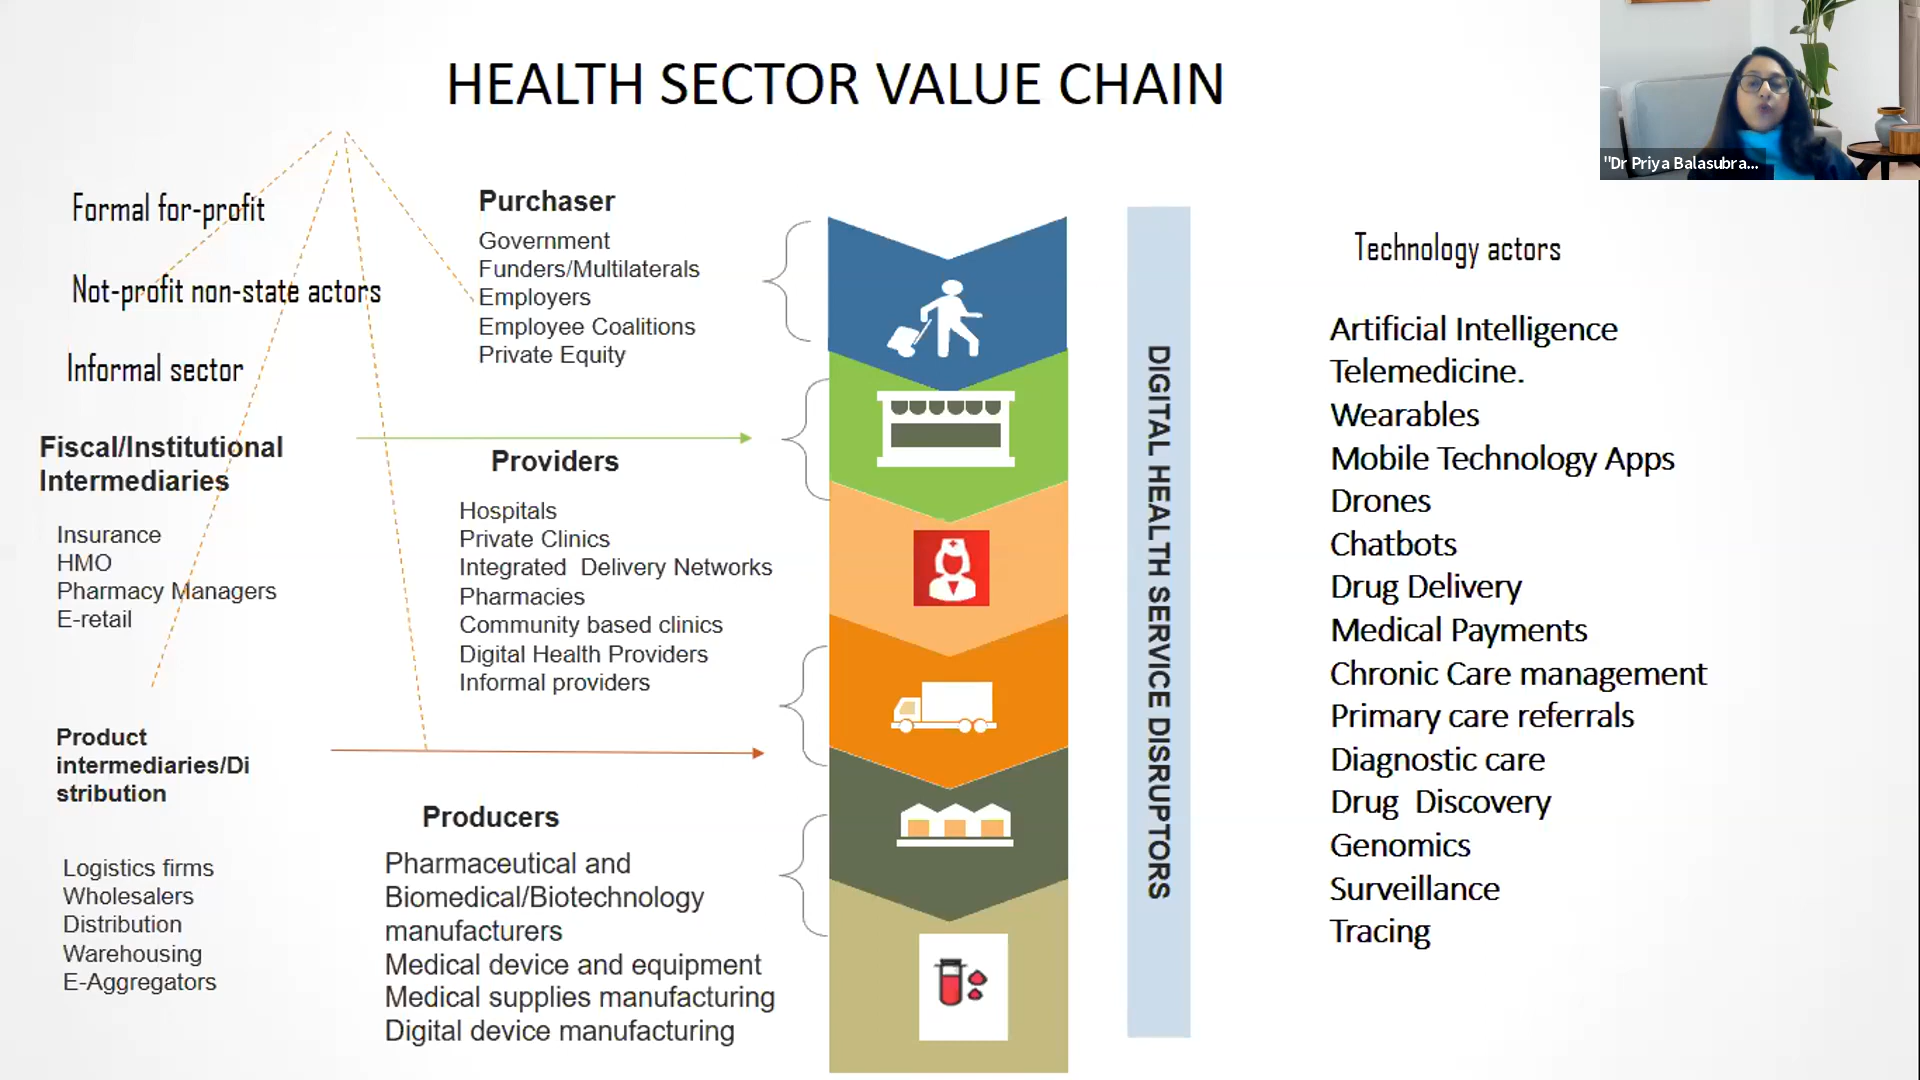 HEALTH SECTOR VALUE CHAIN
"Dr Priya Balasubra...
Formal for-profit
Not-profit non-state actors
Informal sector
Fiscal/Institutional
Intermediaries
Insurance
HMO
Pharmacy Managers
E-retail
Product
intermediaries/Di
stribution
Logistics firms
Wholesalers
Distribution
Warehousing
E-Aggregators
Purchaser
Government
Funders/Multilaterals
Employers
Employee Coalitions
Private Equity
Providers
Hospitals
Private Clinics
Integrated  Delivery Networks
Pharmacies
Community based clinics
Digital Health Providers
Informal providers
Producers
Pharmaceutical and
Biomedical/Biotechnology
manufacturers
Medical device and equipment
Medical supplies manufacturing
Digital device manufacturing
DIGITAL HEALTH SERVICE DISRUPTORS
Technology actors
Artificial Intelligence
Telemedicine.
Wearables
Mobile Technology Apps
Drones
Chatbots
Drug Delivery
Medical Payments
Chronic Care management
Primary care referrals
Diagnostic care
Drug  Discovery
Genomics
Surveillance
Tracing